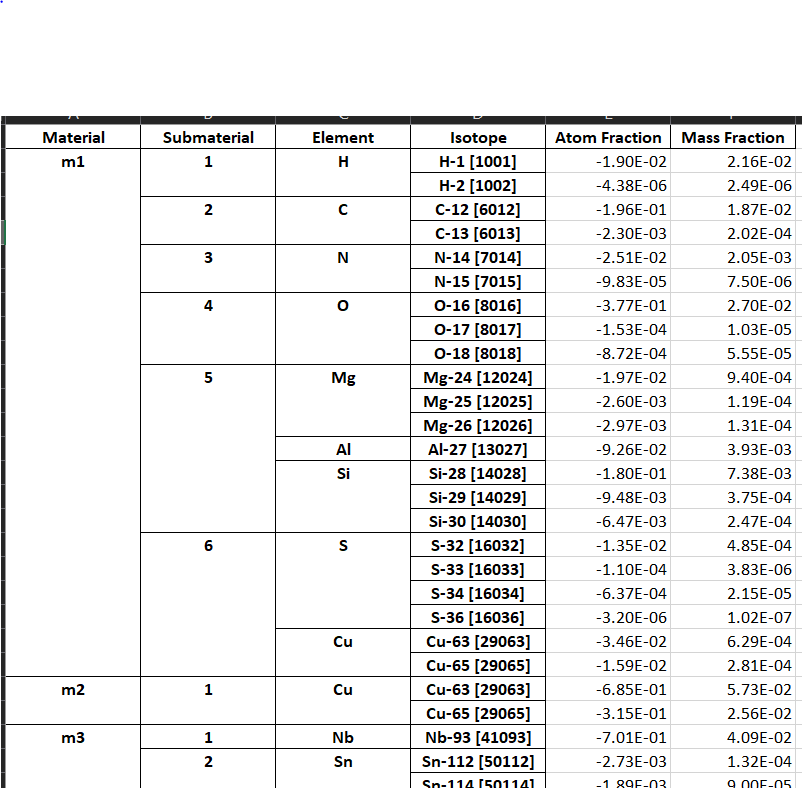 Material Submaterial Element Isotope Atom Fraction Mass Fraction
m1 1 H H-1 [1001] -1.90E-02 2.16E-02
H-2 [1002] -4.38E-06 2.49E-06
2 C C-12 [6012] -1.96E-01 1.87E-02
C-13 [6013] -2.30E-03 2.02E-04
3 N N-14 [7014] -2.51E-02 2.05E-03
N-15 [7015] -9.83E-05 7.50E-06
4 O O-16 [8016] -3.77E-01 2.70E-02
O-17 [8017] -1.53E-04 1.03E-05
O-18 [8018] -8.72E-04 5.55E-05
5 Mg Mg-24 [12024] -1.97E-02 9.40E-04
Mg-25 [12025] -2.60E-03 1.19E-04
Mg-26 [12026] -2.97E-03 1.31E-04
Al Al-27 [13027] -9.26E-02 3.93E-03
Si Si-28 [14028] -1.80E-01 7.38E-03
Si-29 [14029] -9.48E-03 3.75E-04
Si-30 [14030] -6.47E-03 2.47E-04
6 S S-32 [16032] -1.35E-02 4.85E-04
S-33 [16033] -1.10E-04 3.83E-06
S-34 [16034] -6.37E-04 2.15E-05
S-36 [16036] -3.20E-06 1.02E-07
Cu Cu-63 [29063] -3.46E-02 6.29E-04
Cu-65 [29065] -1.59E-02 2.81E-04
m2 1 Cu Cu-63 [29063] -6.85E-01 5.73E-02
Cu-65 [29065] -3.15E-01 2.56E-02
m3 1 Nb Nb-93 [41093] -7.01E-01 4.09E-02
2 Sn Sn-112 [50112] -2.73E-03 1.32E-04
Sn-114 [50114] -1.89E-03 9.00E-05